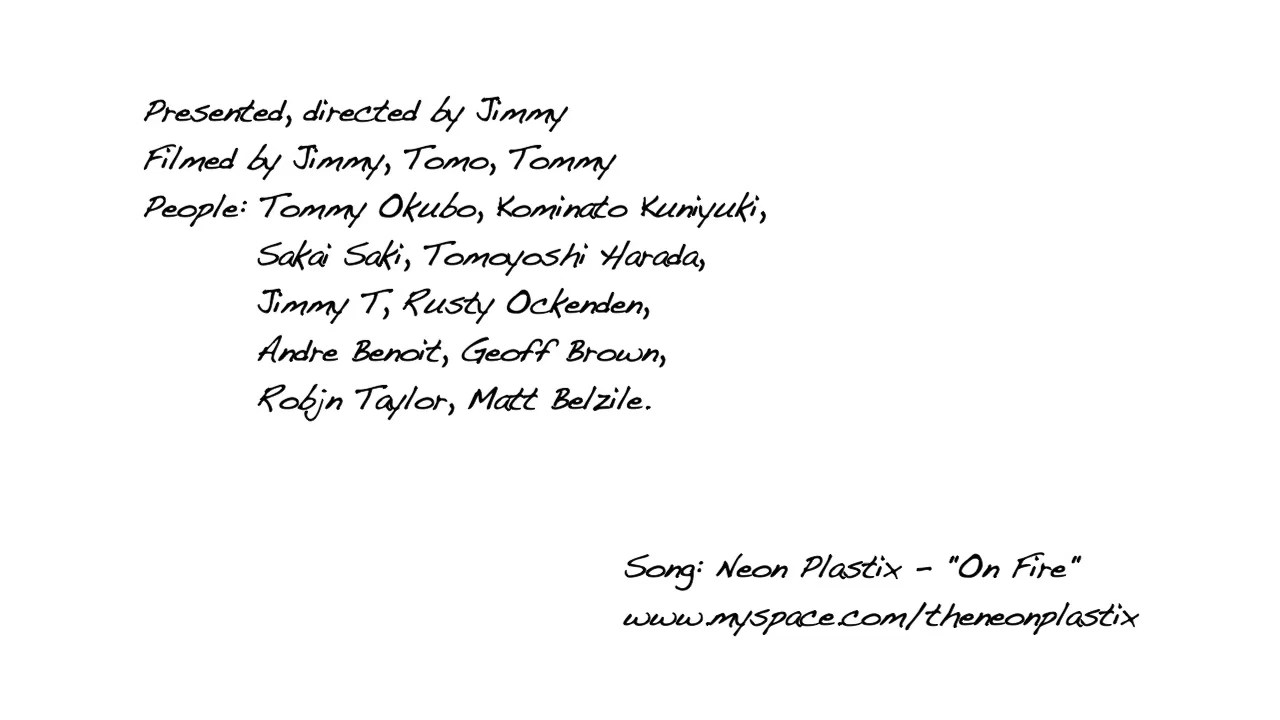 Presented, directed by Jimmy
Filmed by Jimmy, Tomo, Tommy
People: Tommy Okubo, Kominato Kuniyuki,
Sakai Saki, Tomoyoshi Harada,
Jimmy T, Rusty Ockenden,
Andre Benoit, Geoff Brown,
Robjn Taylor, Matt Belzile.
Song: Neon Plastix - "On Fire"
www.myspace.com/theneonplastix